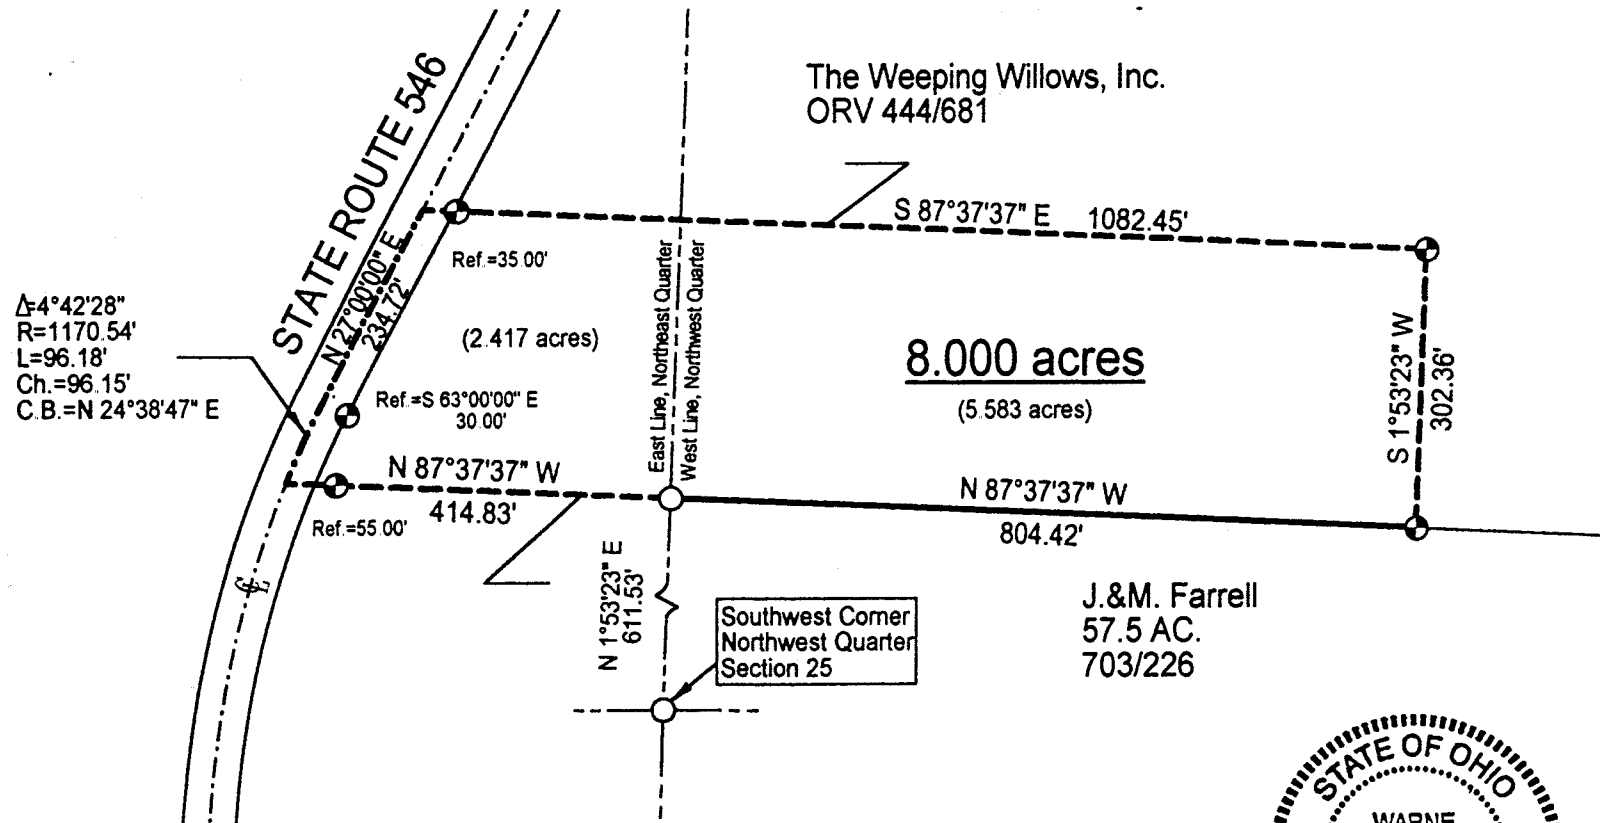 The Weeping Willows, Inc.
ORV 444/681
STATE ROUTE 546
S 87°37'37" E 1082.45'
Ref.=35.00'
N 27°00'00" E
234.72'
Δ=4°42'28"
R=1170.54'
L=96.18'
Ch.=96.15'
C.B.=N 24°38'47" E
(2.417 acres)
East Line, Northeast Quarter
West Line, Northwest Quarter
8.000 acres
(5.583 acres)
S 1°53'23" W
302.36'
Ref.=S 63°00'00" E
30.00'
N 87°37'37" W
414.83'
Ref.=55.00'
N 87°37'37" W
804.42'
CL
N 1°53'23" E
611.53'
Southwest Corner
Northwest Quarter
Section 25
J.&M. Farrell
57.5 AC.
703/226
STATE OF OHIO
WARNE